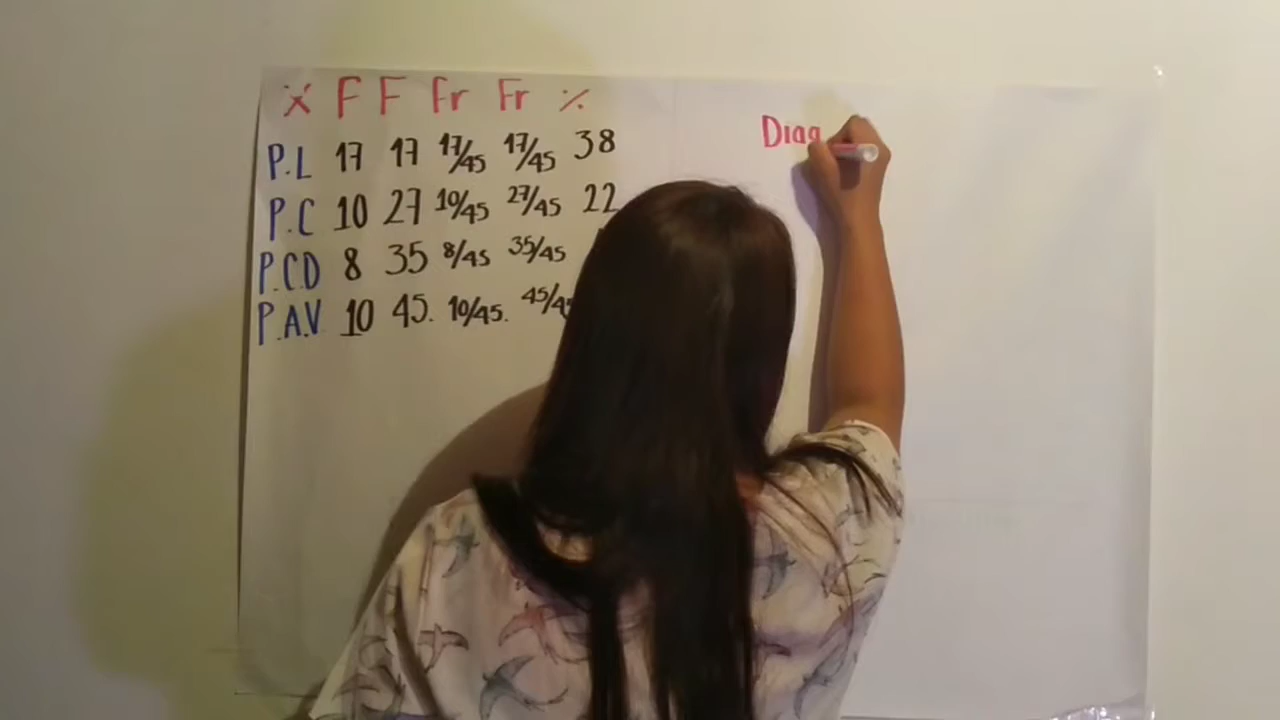 X F F Fr Fr %
P.L 17 17 17/45 17/45 38
P.C 10 27 10/45 27/45 22
P.C.D 8 35 8/45 35/45
P.A.V 10 45. 10/45.
Diag